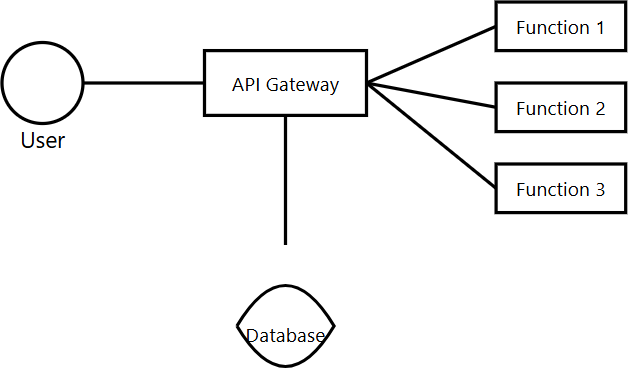 User
API Gateway
Function 1
Function 2
Function 3
Database